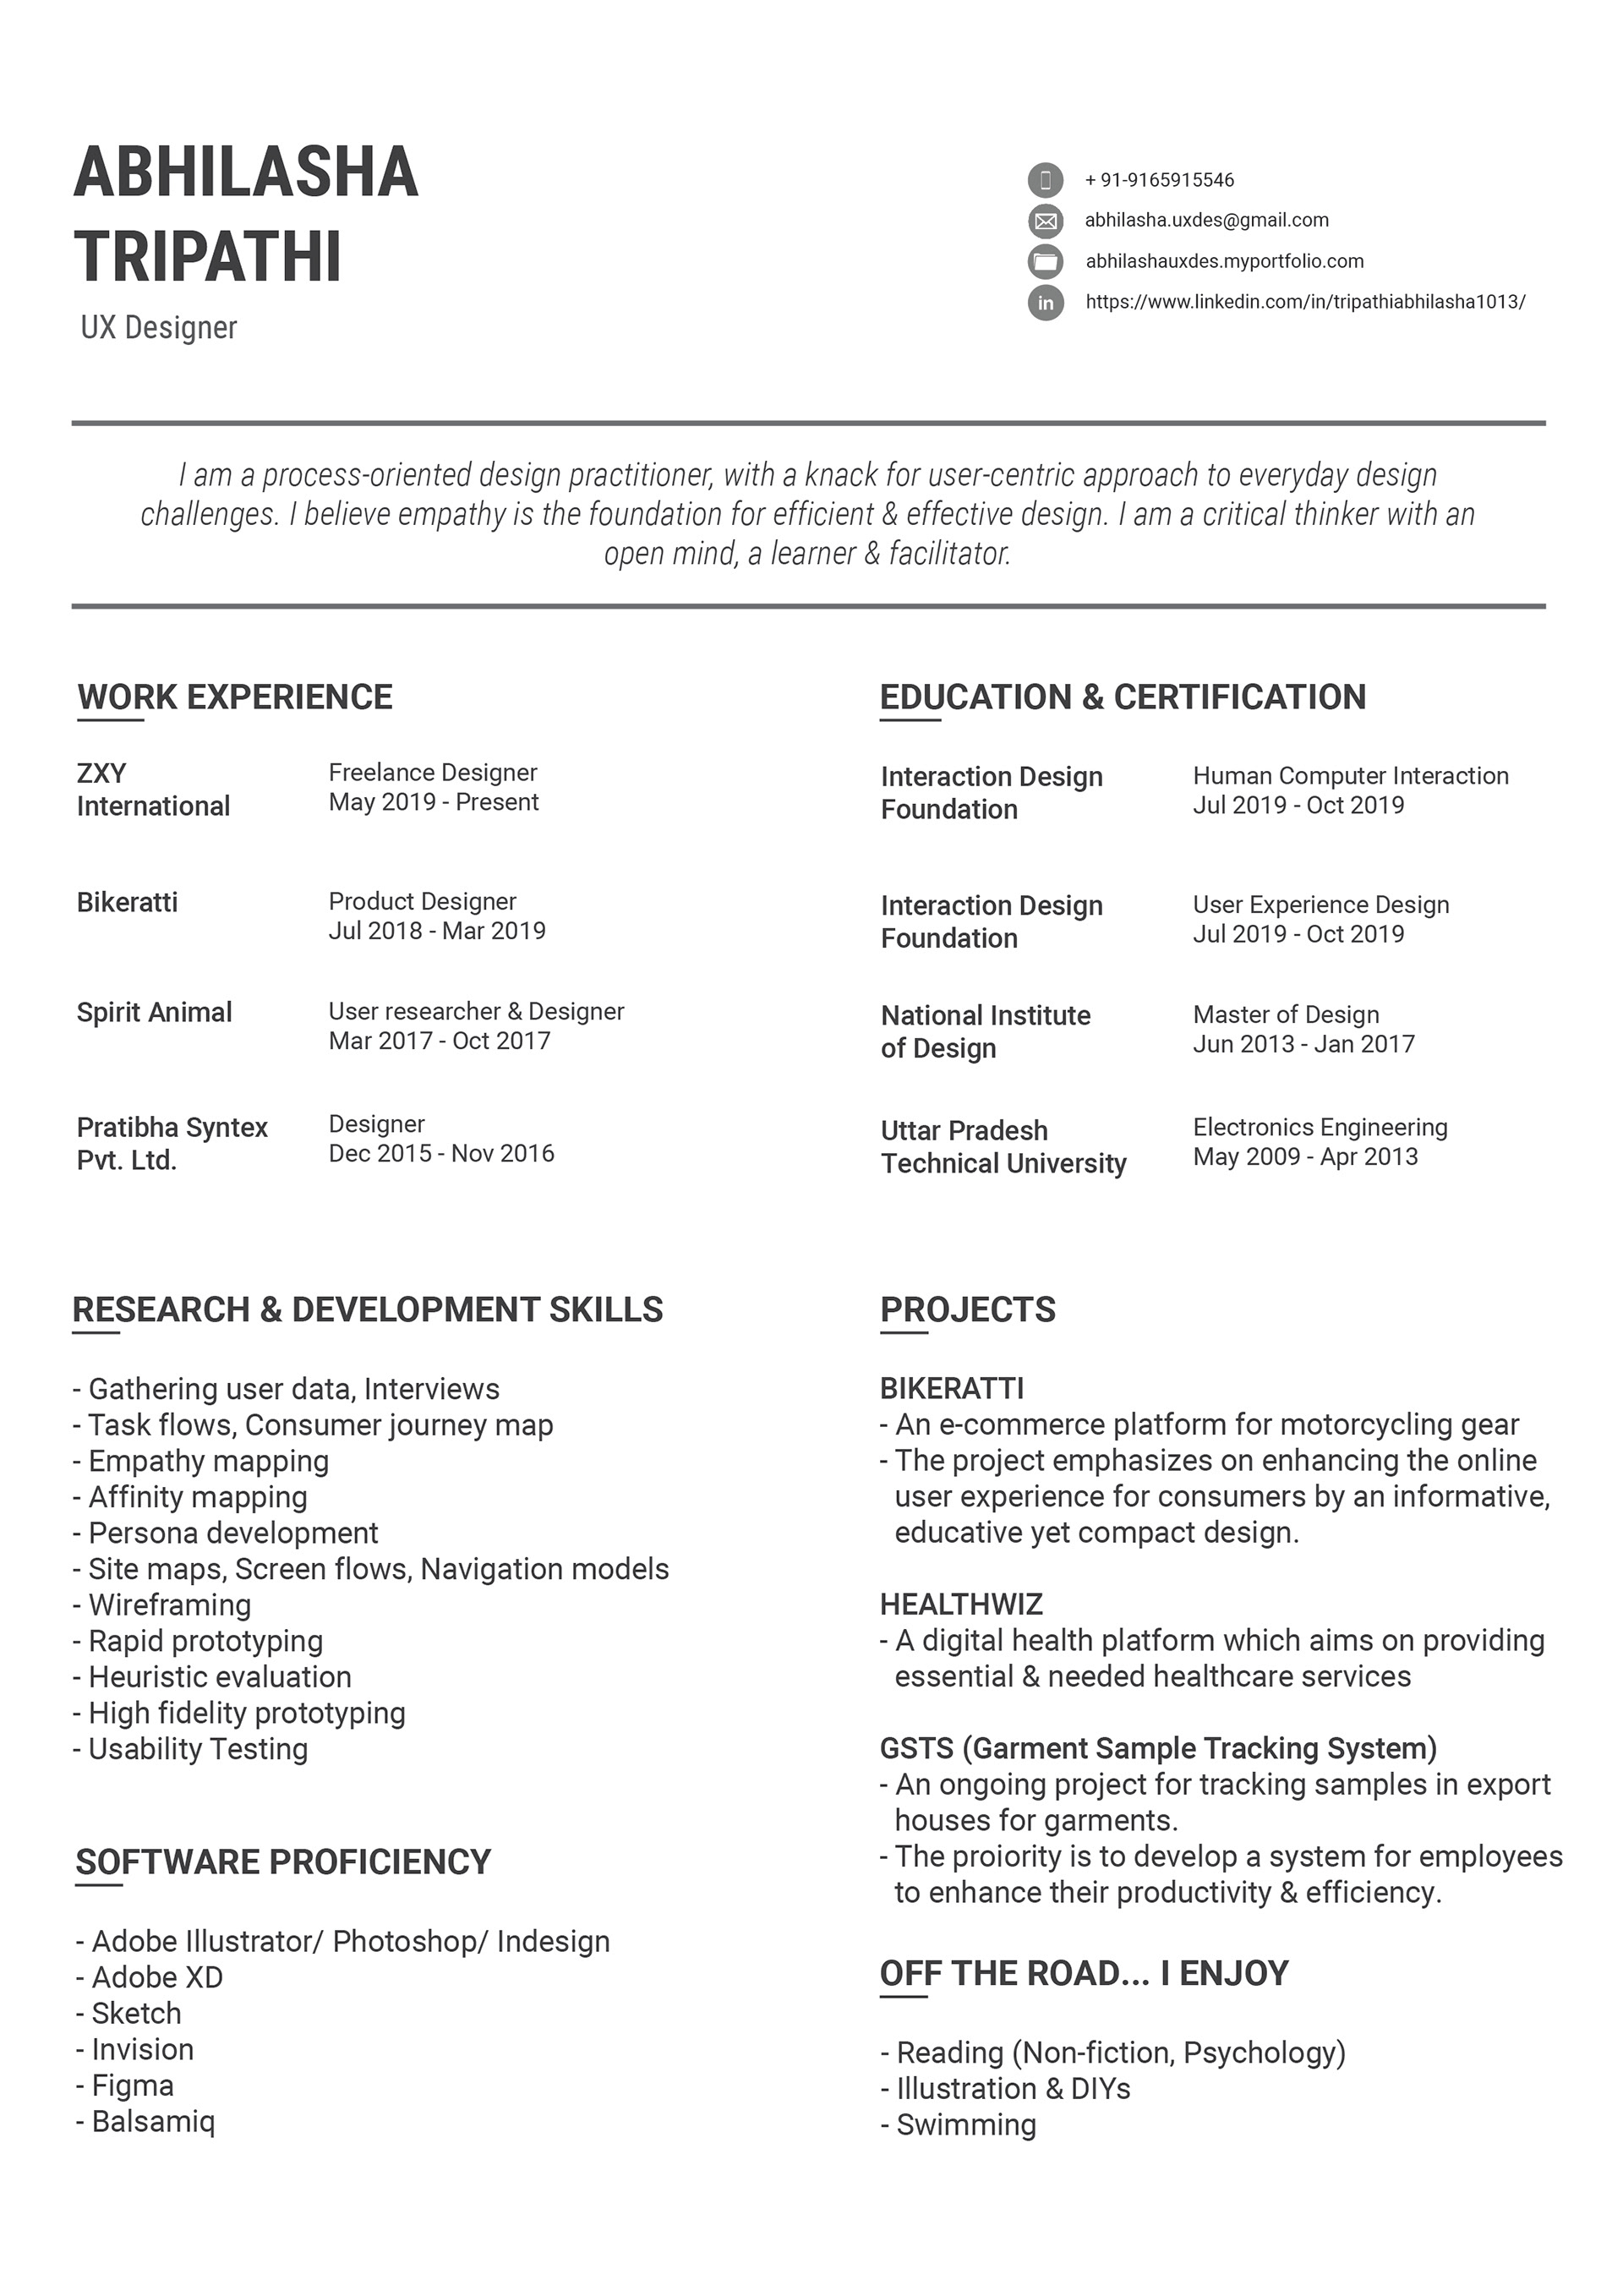 ABHILASHA
TRIPATHI
UX Designer
+ 91-9165915546
abhilasha.uxdes@gmail.com
abhilashauxdes.myportfolio.com
in https://www.linkedin.com/in/tripathiabhilasha1013/
I am a process-oriented design practitioner, with a knack for user-centric approach to everyday design
challenges. I believe empathy is the foundation for efficient & effective design. I am a critical thinker with an
open mind, a learner & facilitator.
WORK EXPERIENCE
ZXY
International
Freelance Designer
May 2019 - Present
Bikeratti
Product Designer
Jul 2018 - Mar 2019
Spirit Animal
User researcher & Designer
Mar 2017 - Oct 2017
Pratibha Syntex
Pvt. Ltd.
Designer
Dec 2015 - Nov 2016
EDUCATION & CERTIFICATION
Interaction Design
Foundation
Human Computer Interaction
Jul 2019 - Oct 2019
Interaction Design
Foundation
User Experience Design
Jul 2019 - Oct 2019
National Institute
of Design
Master of Design
Jun 2013 - Jan 2017
Uttar Pradesh
Technical University
Electronics Engineering
May 2009 - Apr 2013
RESEARCH & DEVELOPMENT SKILLS
- Gathering user data, Interviews
- Task flows, Consumer journey map
- Empathy mapping
- Affinity mapping
- Persona development
- Site maps, Screen flows, Navigation models
- Wireframing
- Rapid prototyping
- Heuristic evaluation
- High fidelity prototyping
- Usability Testing
SOFTWARE PROFICIENCY
- Adobe Illustrator/ Photoshop/ Indesign
- Adobe XD
- Sketch
- Invision
- Figma
- Balsamiq
PROJECTS
BIKERATTI
- An e-commerce platform for motorcycling gear
- The project emphasizes on enhancing the online
user experience for consumers by an informative,
educative yet compact design.
HEALTHWIZ
- A digital health platform which aims on providing
essential & needed healthcare services
GSTS (Garment Sample Tracking System)
- An ongoing project for tracking samples in export
houses for garments.
- The proiority is to develop a system for employees
to enhance their productivity & efficiency.
OFF THE ROAD... I ENJOY
- Reading (Non-fiction, Psychology)
- Illustration & DIYs
- Swimming